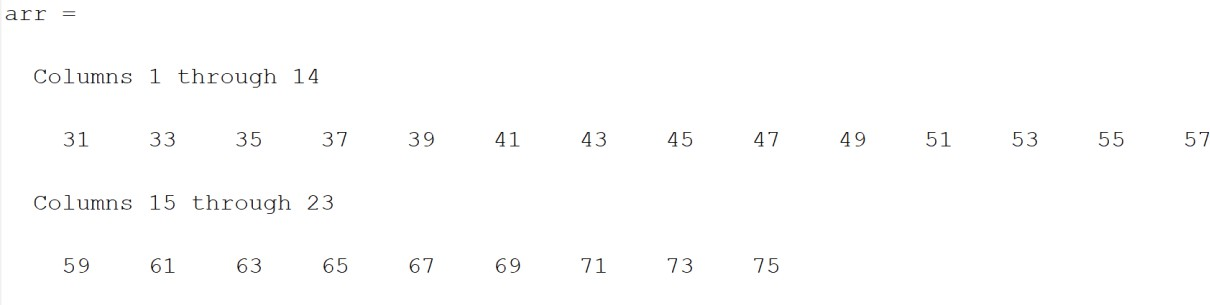 arr =
Columns 1 through 14
31 33 35 37 39 41 43 45 47 49 51 53 55 57
Columns 15 through 23
59 61 63 65 67 69 71 73 75